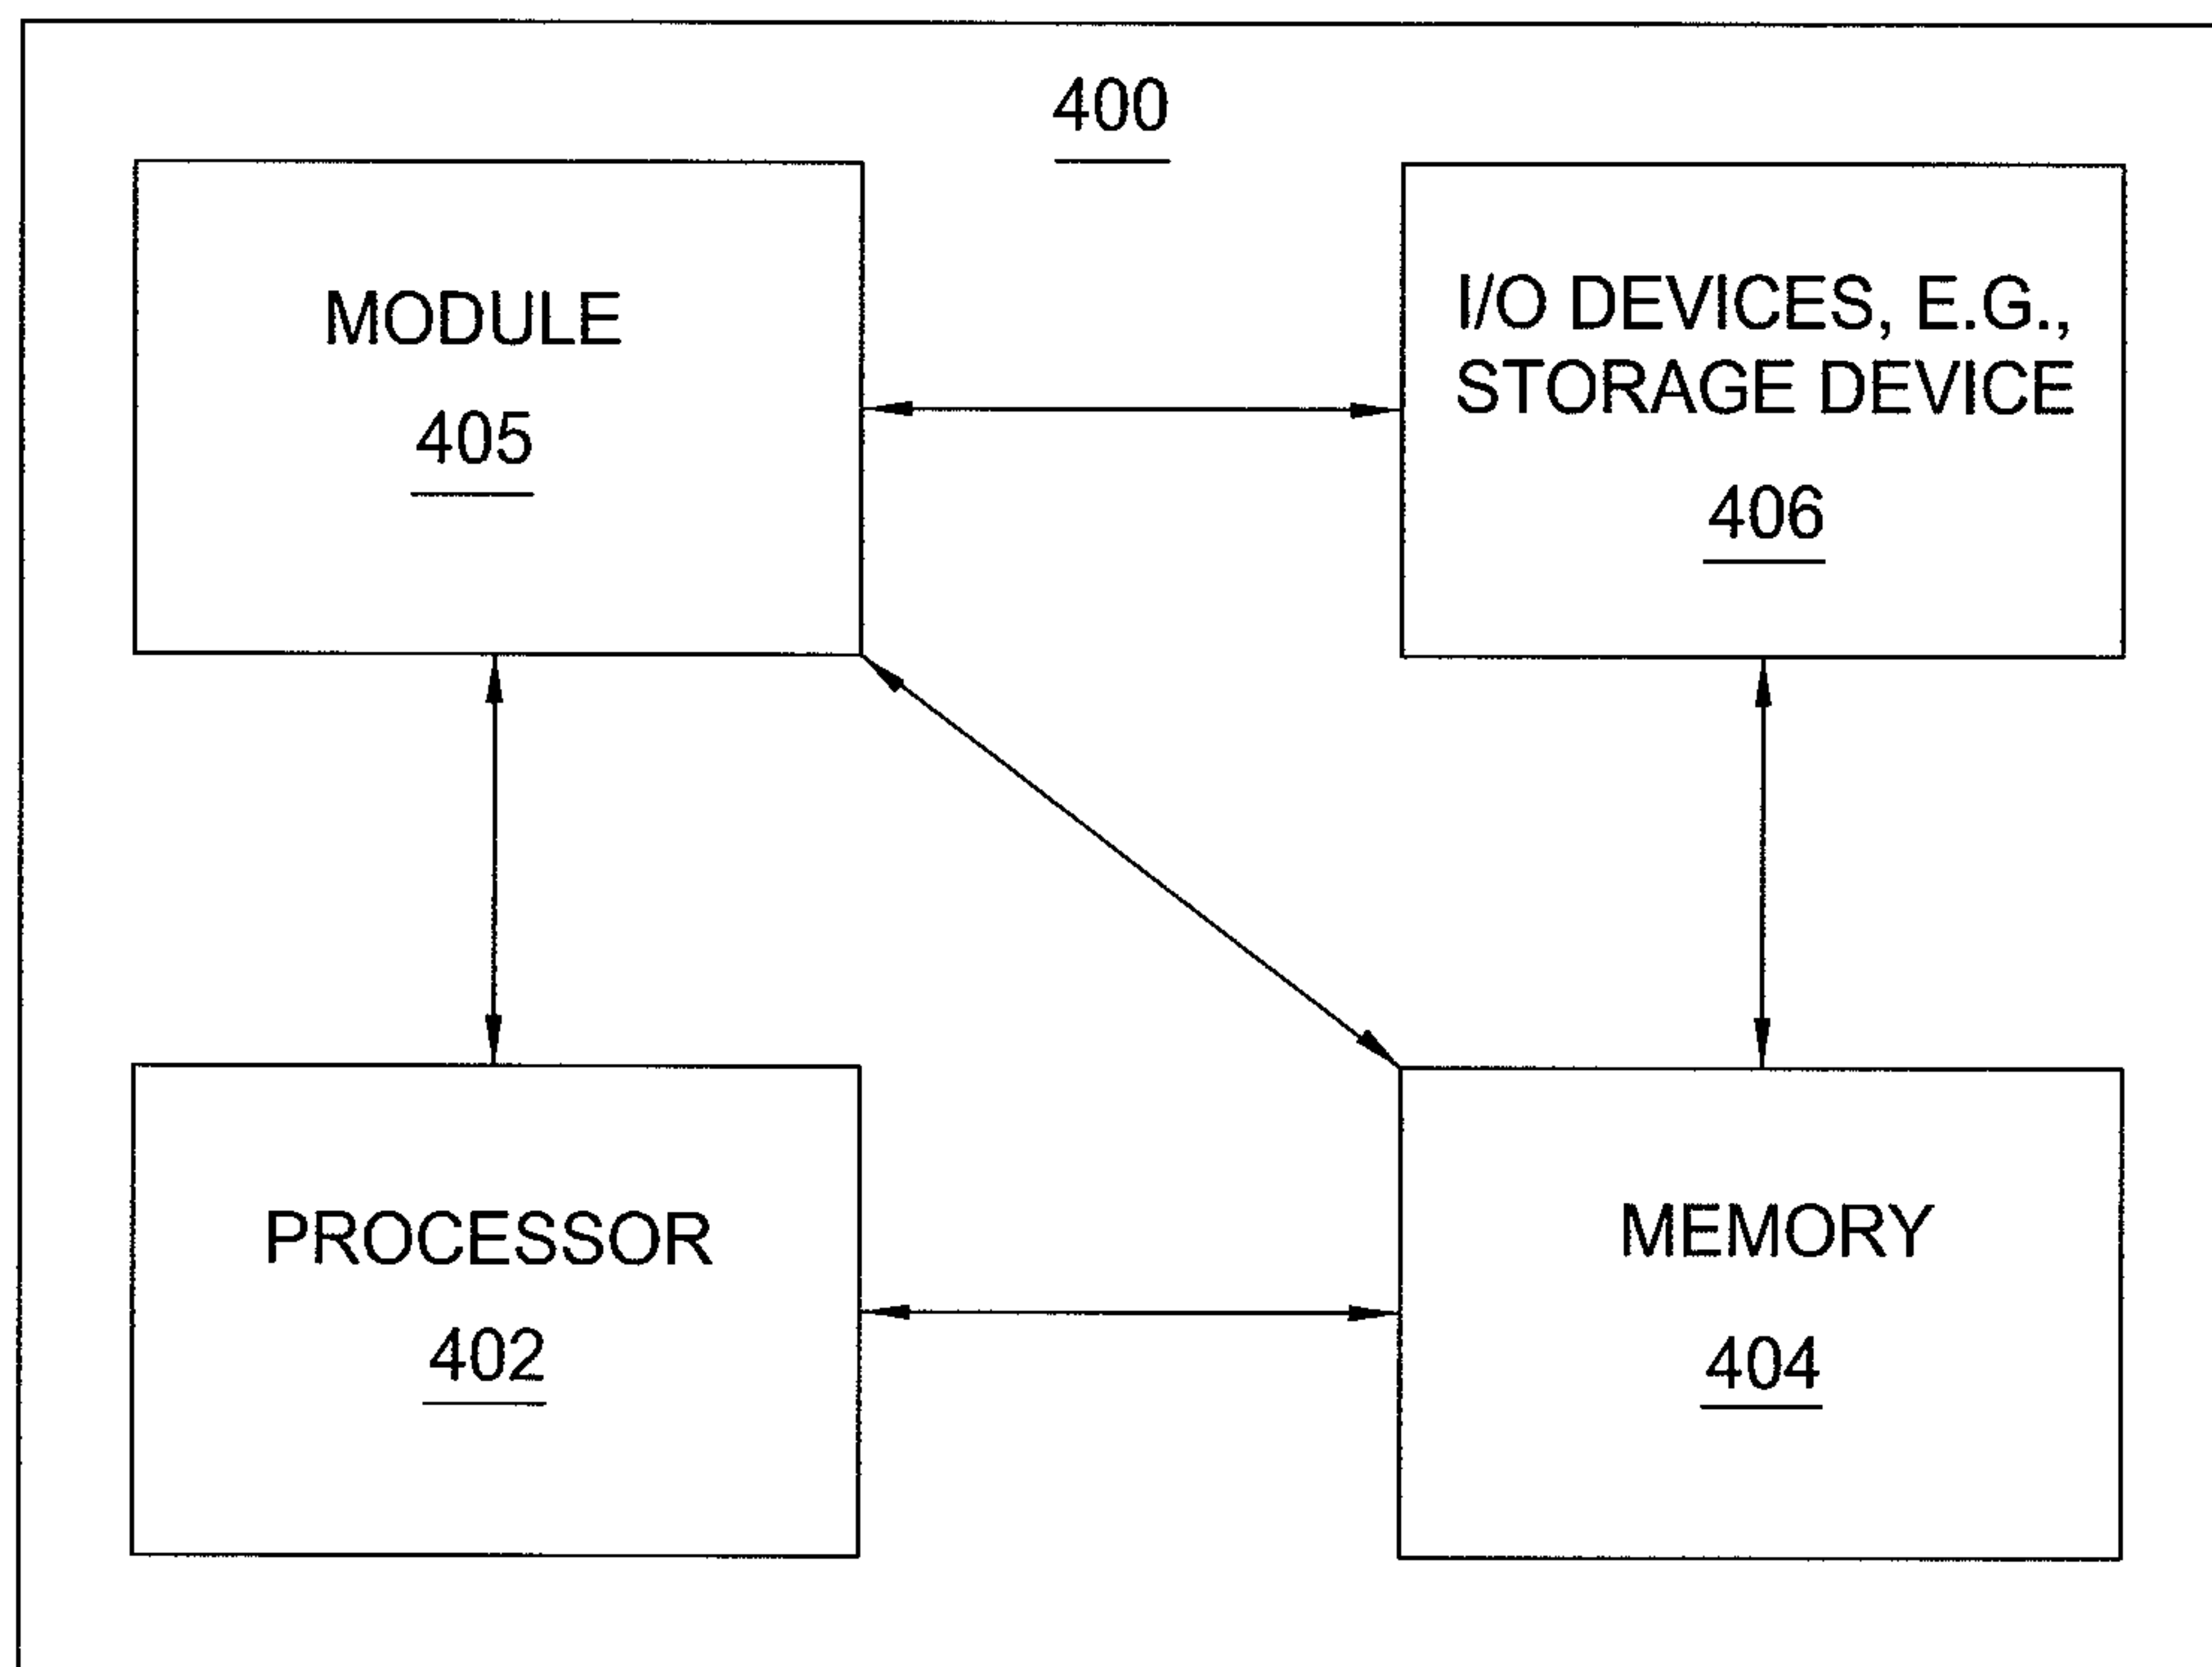 400
MODULE
405
I/O DEVICES, E.G.,
STORAGE DEVICE
406
PROCESSOR
402
MEMORY
404